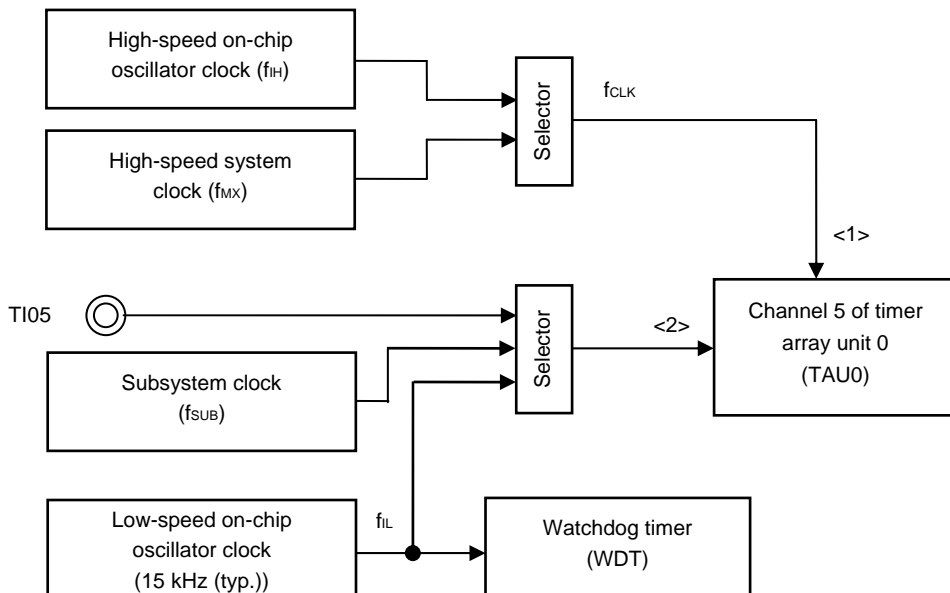 High-speed on-chip
oscillator clock (fIH)
High-speed system
clock (fMX)
Selector
fCLK
<1>
TI05
Subsystem clock
(fSUB)
Selector
<2>
Channel 5 of timer
array unit 0
(TAU0)
Low-speed on-chip
oscillator clock
(15 kHz (typ.))
fIL
Watchdog timer
(WDT)